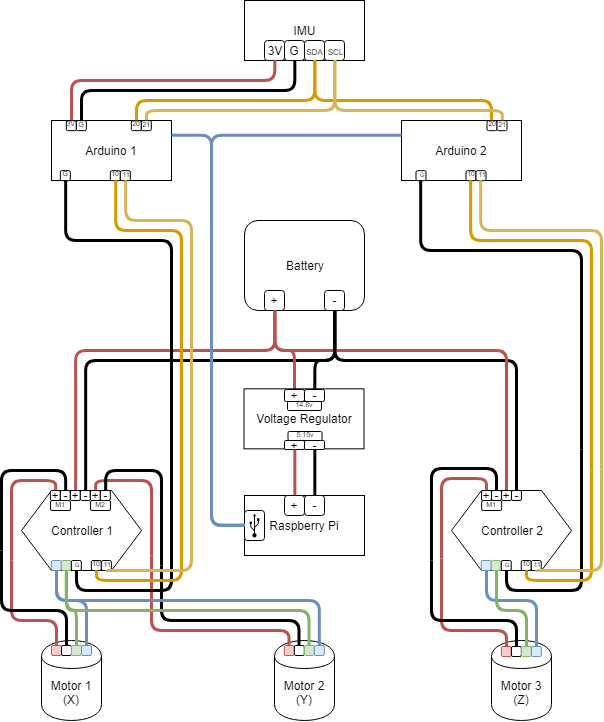 IMU
3V G SDA SCL
3V G 20 21
20 21
Arduino 1
Arduino 2
G 10 11
G 10 11
Battery
+ -
+ -
14.8v
Voltage Regulator
5.15v
+ -
+ - + - + -
M1 M2
+ -
+ - + -
M1
Controller 1
Raspberry Pi
Controller 2
G 10 11
G 10 11
Motor 1
(X)
Motor 2
(Y)
Motor 3
(Z)